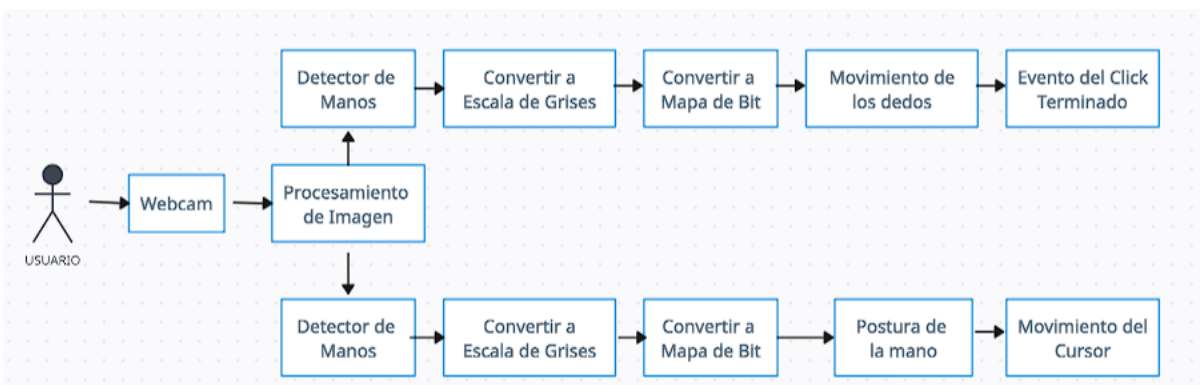 Detector de
Manos
Convertir a
Escala de Grises
Convertir a
Mapa de Bit
Movimiento de
los dedos
Evento del Click
Terminado
USUARIO
Webcam
Procesamiento
de Imagen
Detector de
Manos
Convertir a
Escala de Grises
Convertir a
Mapa de Bit
Postura de
la mano
Movimiento del
Cursor